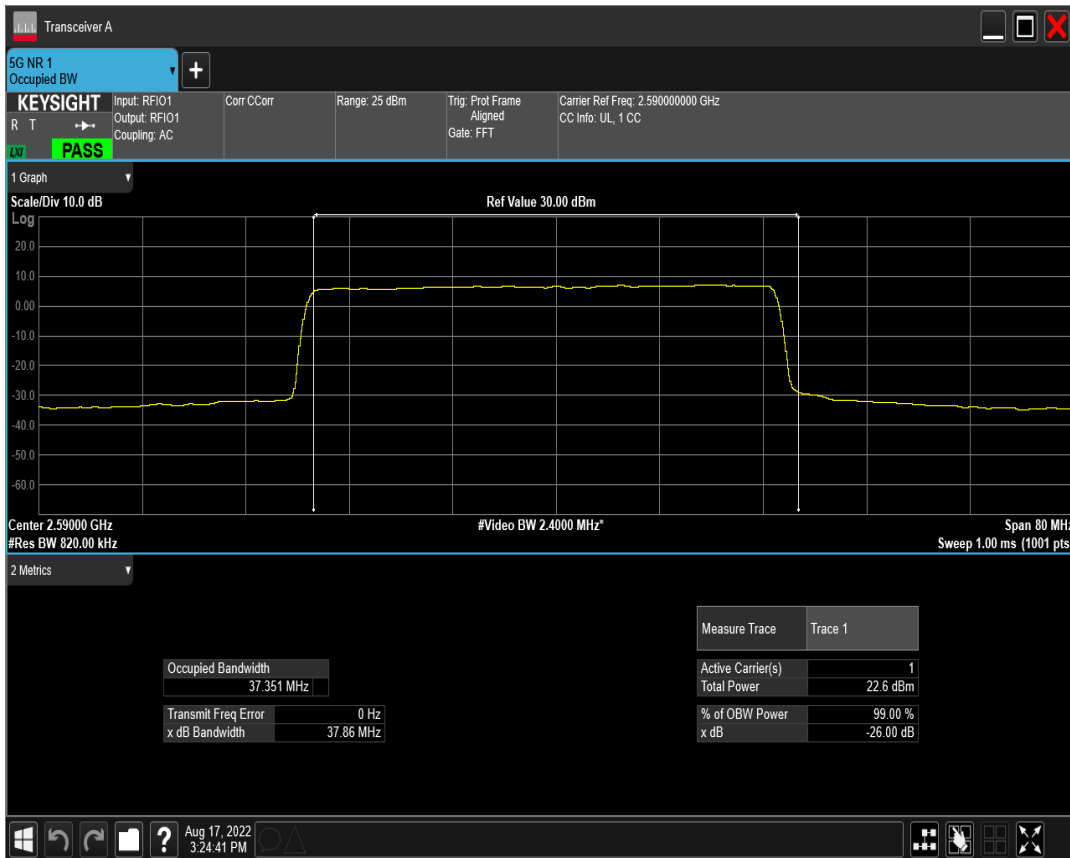 Transceiver A
5G NR 1
Occupied BW
KEYSIGHT
R T
LXI
PASS
Input: RFIO1
Output: RFIO1
Coupling: AC
Corr CCorr
Range: 25 dBm
Trig: Prot Frame
Aligned
Gate: FFT
Carrier Ref Freq: 2.590000000 GHz
CC Info: UL, 1 CC
1 Graph
Scale/Div 10.0 dB
Ref Value 30.00 dBm
Log
20.0
10.0
0.00
-10.0
-20.0
-30.0
-40.0
-50.0
-60.0
Center 2.59000 GHz
#Video BW 2.4000 MHz*
Span 80 MHz
#Res BW 820.00 kHz
Sweep 1.00 ms (1001 pts
2 Metrics
Measure Trace Trace 1
Occupied Bandwidth
37.351 MHz
Active Carrier(s) 1
Total Power 22.6 dBm
Transmit Freq Error 0 Hz
x dB Bandwidth 37.86 MHz
% of OBW Power 99.00 %
x dB -26.00 dB
?
Aug 17, 2022
3:24:41 PM